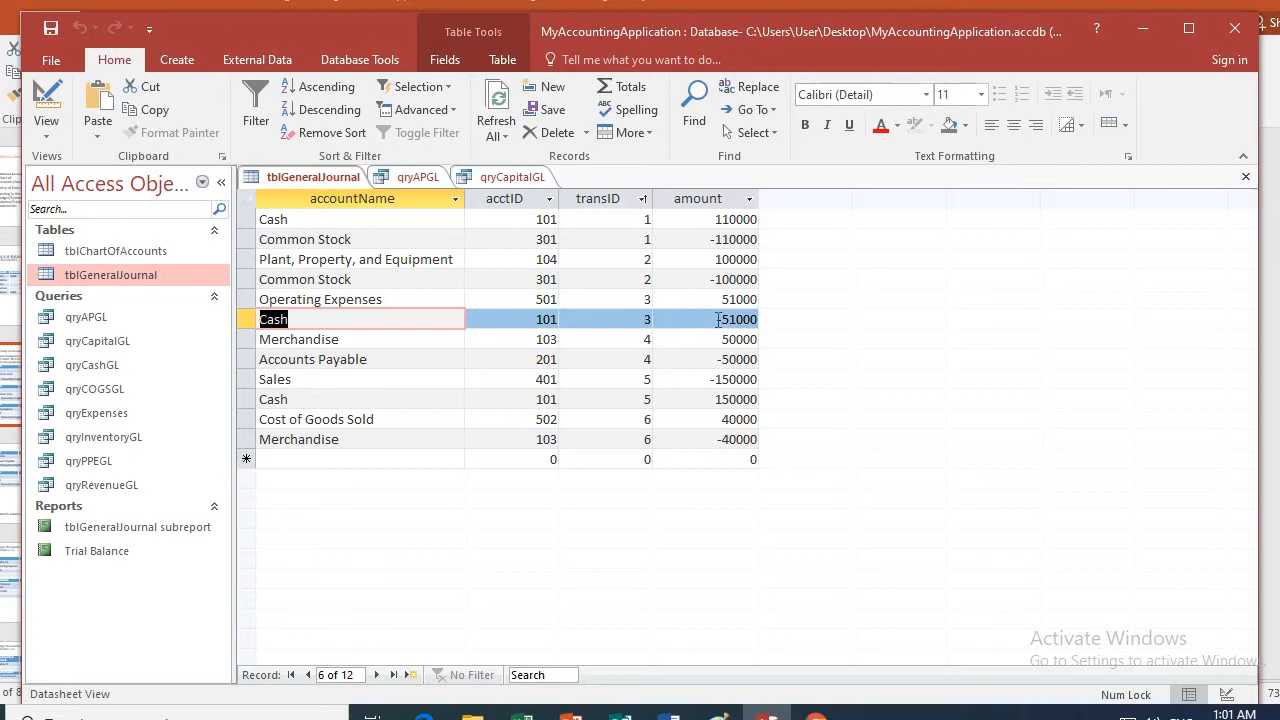 Table Tools
MyAccountingApplication : Database- C:\Users\User\Desktop\MyAccountingApplication.accdb (...
?
File Home Create External Data Database Tools Fields Table Tell me what you want to do... Sign in
View
Views
Paste
Cut
Copy
Format Painter
Clipboard
Filter
Ascending
Descending
Remove Sort
Selection
Advanced
Toggle Filter
Sort & Filter
Refresh
All
New
Save
Delete
Totals
Spelling
More
Records
Find
Replace
Go To
Select
Find
Calibri (Detail) 11
B I U A
Text Formatting
All Access Obje...
Search...
Tables
tblChartOfAccounts
tblGeneralJournal
Queries
qryAPGL
qryCapitalGL
qryCashGL
qryCOGSGL
qryExpenses
qryInventoryGL
qryPPEGL
qryRevenueGL
Reports
tblGeneralJournal subreport
Trial Balance
tblGeneralJournal qryAPGL qryCapitalGL
accountName acctID transID amount
Cash 101 1 110000
Common Stock 301 1 -110000
Plant, Property, and Equipment 104 2 100000
Common Stock 301 2 -100000
Operating Expenses 501 3 51000
Cash 101 3 -51000
Merchandise 103 4 50000
Accounts Payable 201 4 -50000
Sales 401 5 -150000
Cash 101 5 150000
Cost of Goods Sold 502 6 40000
Merchandise 103 6 -40000
0 0 0
Activate Windows
Go to Settings to activate Windows.
Record: 6 of 12 No Filter Search
Datasheet View Num Lock
1:01 AM